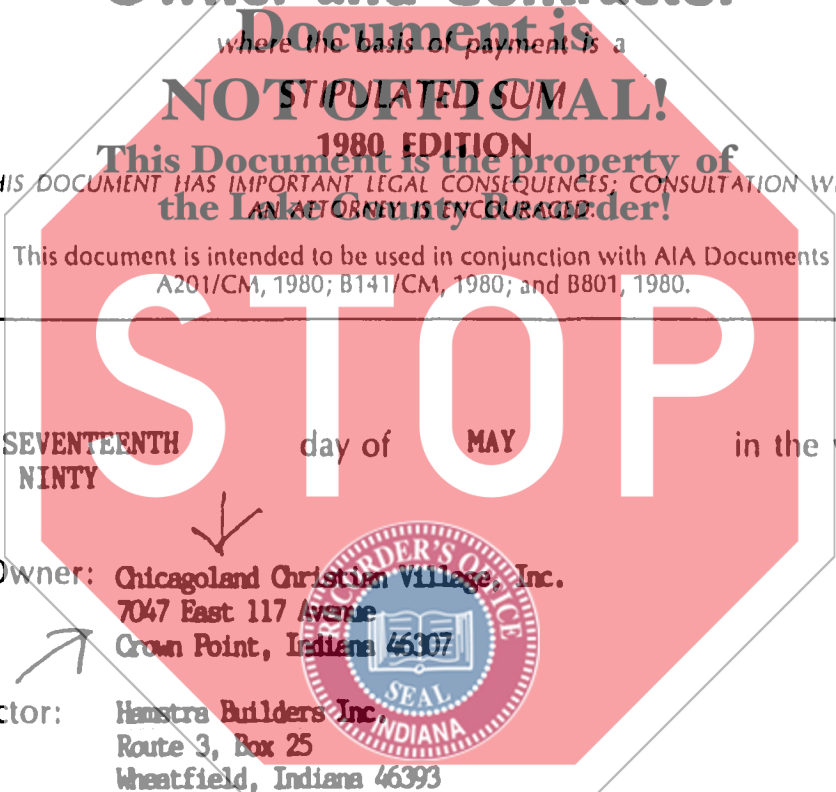 Owner and Contractor
Document is
where the basis of payment is a
NOT OFFICIAL!
STIPULATED SUM
1980 EDITION
This Document is the property of
HIS DOCUMENT HAS IMPORTANT LEGAL CONSEQUENCES; CONSULTATION W
the Lake County Recorder!
AN ATTORNEY IS ENCOURAGED.
This document is intended to be used in conjunction with AIA Documents
A201/CM, 1980; B141/CM, 1980; and B801, 1980.
STOP
SEVENTEENTH day of MAY in the
NINTY
Owner: Chicagoland Christian Village, Inc.
7047 East 117 Avenue
Crown Point, Indiana 46307
RECORDER'S OFFICE
SEAL
INDIANA
ctor: Hamstra Builders Inc.
Route 3, Box 25
Wheatfield, Indiana 46393